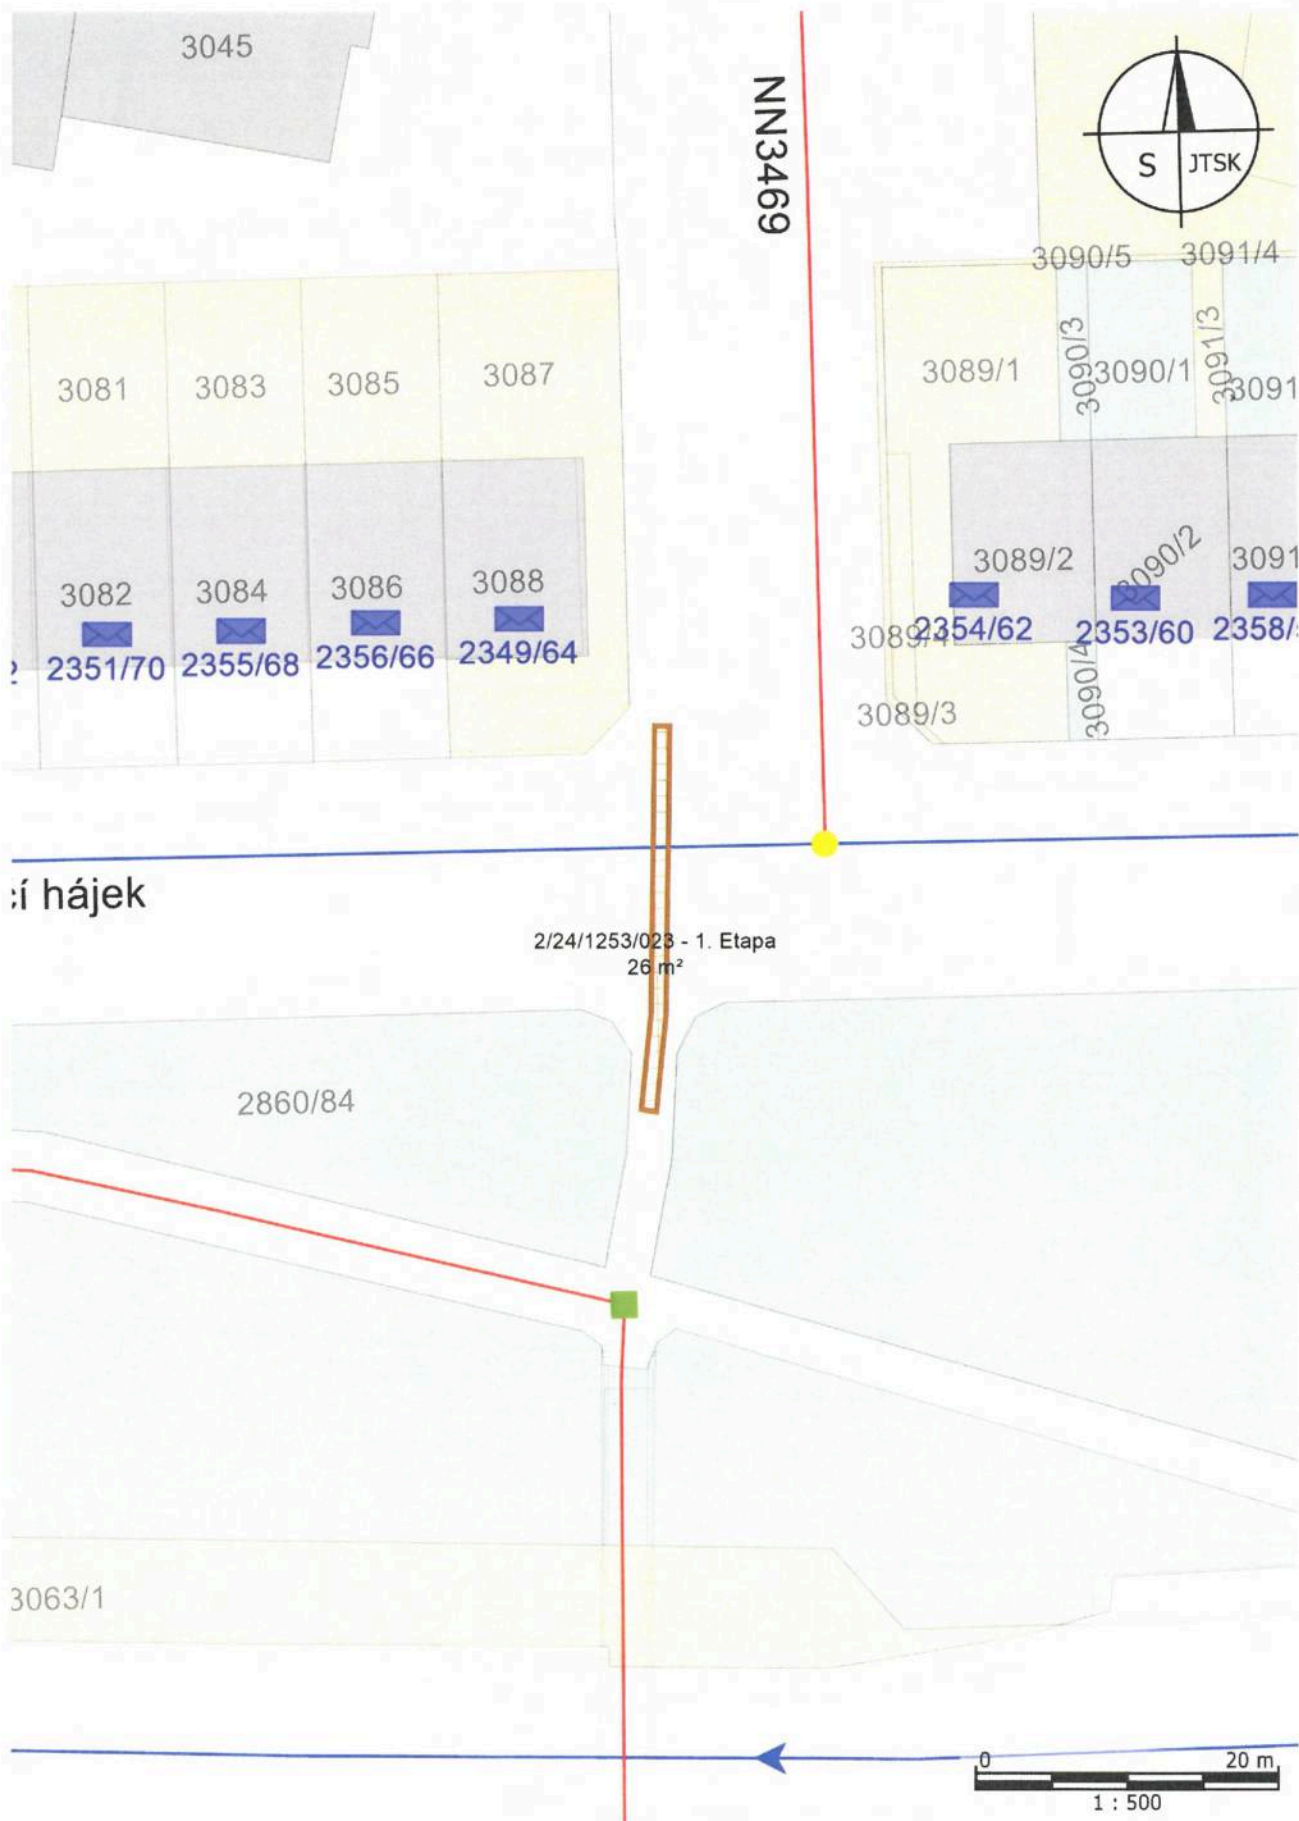 3045
NN3469
S JTSK
3090/5 3091/4
3081 3083 3085 3087
3089/1 3090/3 3090/1 3091/3 3091
3082 3084 3086 3088
3089/2 3090/2 3091
2351/70 2355/68 2356/66 2349/64
2354/62 2353/60 2358/
3089/3 3090/4
cí hájek
2/24/1253/023 - 1. Etapa
26 m²
2860/84
3063/1
0 20 m
1 : 500